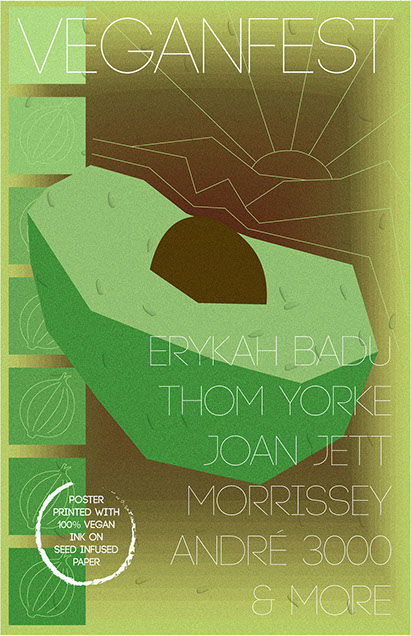 VEGANFEST
ERYKAH BADU
THOM YORKE
JOAN JETT
MORRISSEY
ANDRÉ 3000
& MORE
POSTER
PRINTED WITH
100% VEGAN
INK ON
SEED INFUSED
PAPER